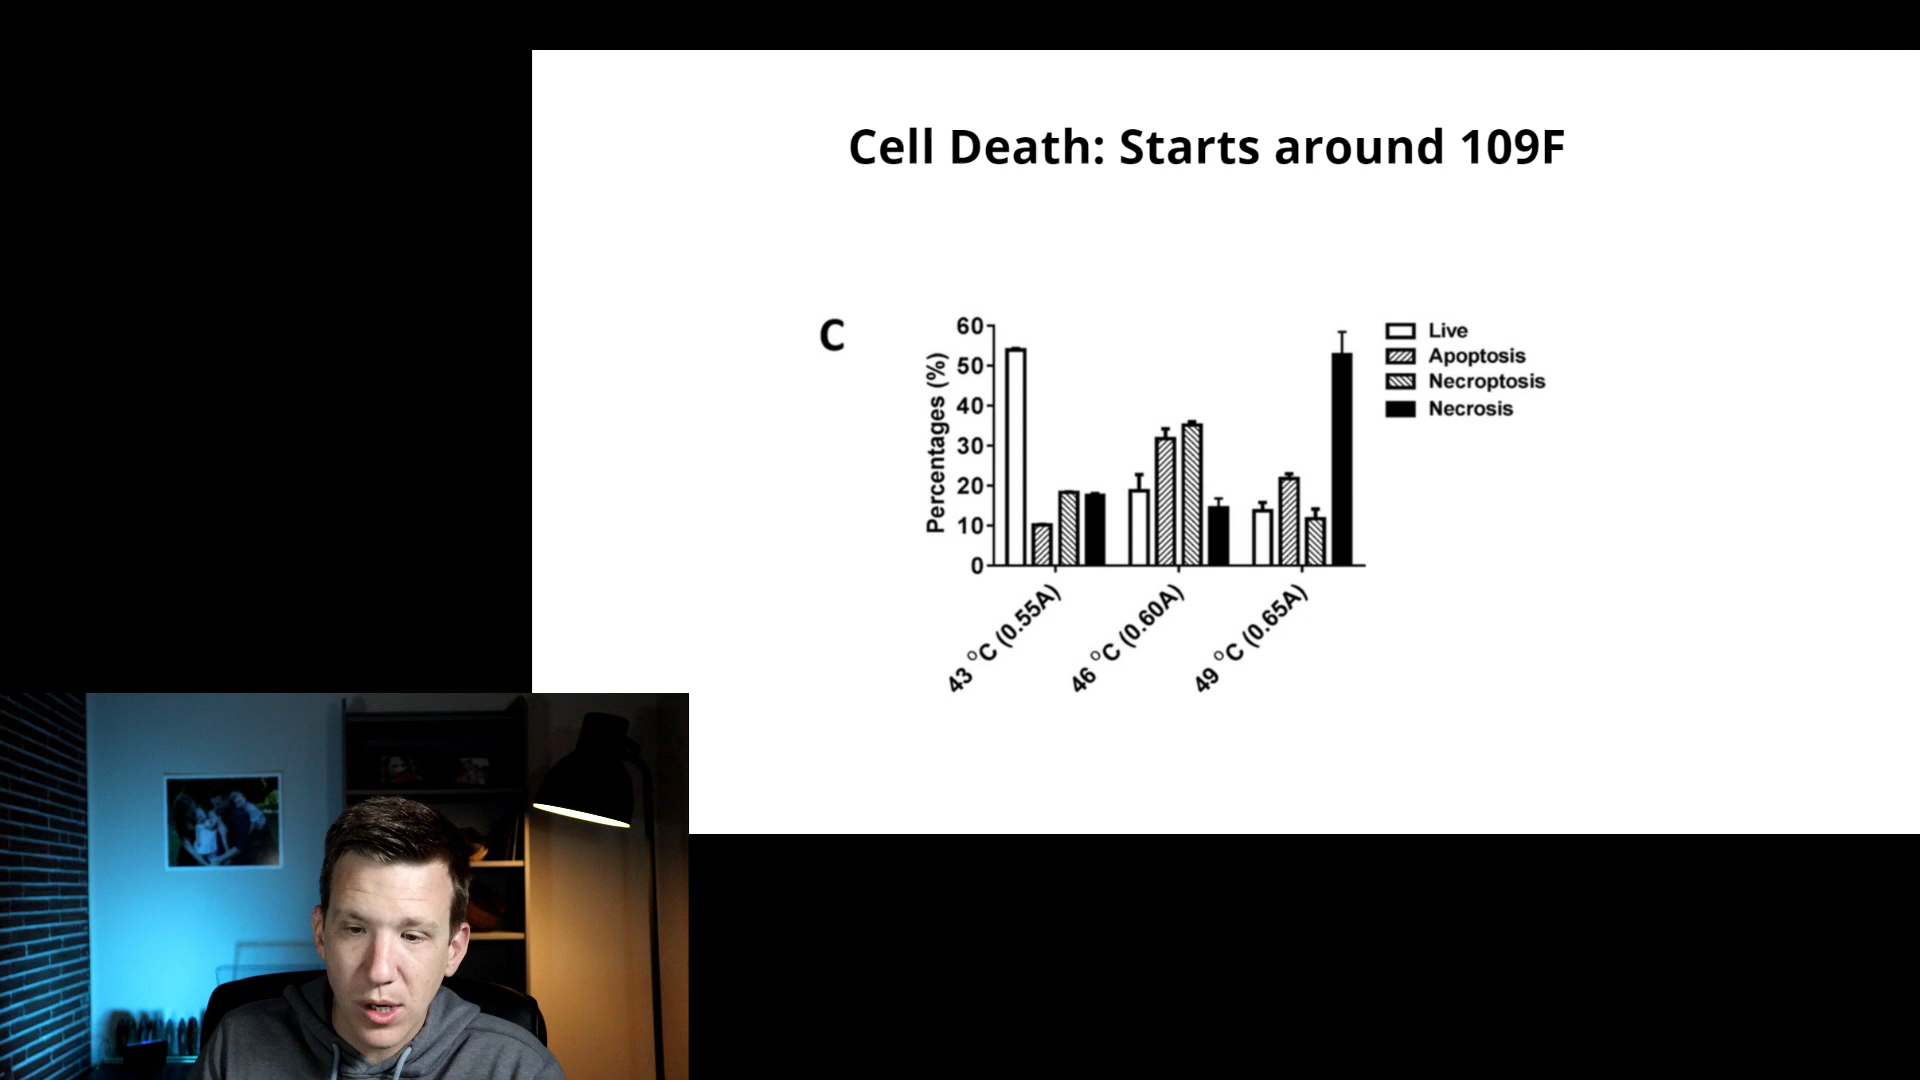 Cell Death: Starts around 109F
C
Percentages (%)
60
50
40
30
20
10
0
43 °C (0.55A)
46 °C (0.60A)
49 °C (0.65A)
Live
Apoptosis
Necroptosis
Necrosis